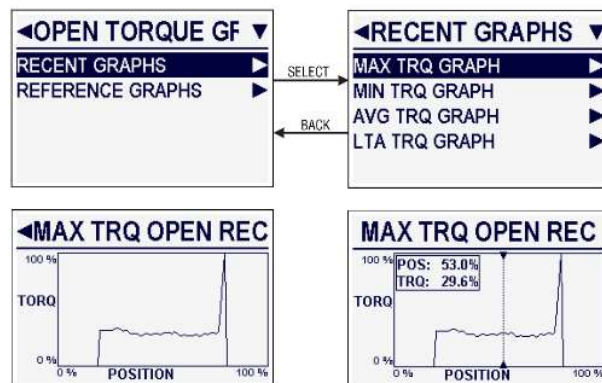 OPEN TORQUE GF
RECENT GRAPHS
REFERENCE GRAPHS
SELECT
BACK
RECENT GRAPHS
MAX TRQ GRAPH
MIN TRQ GRAPH
AVG TRQ GRAPH
LTA TRQ GRAPH
MAX TRQ OPEN REC
100 %
TORQ
0 %
0 %
POSITION
100 %
MAX TRQ OPEN REC
100 %
POS: 53.0%
TRQ: 29.6%
TORQ
0 %
0 %
POSITION
100 %